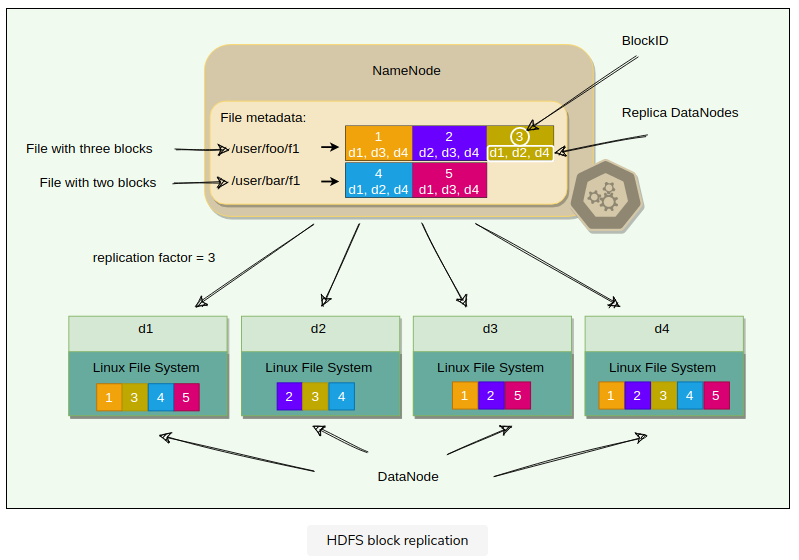 BlockID
NameNode
Replica DataNodes
File metadata:
File with three blocks
/user/foo/f1
1
d1, d3, d4
2
d2, d3, d4
3
d1, d2, d4
File with two blocks
/user/bar/f1
4
d1, d2, d4
5
d1, d3, d4
replication factor = 3
d1
d2
d3
d4
Linux File System
Linux File System
Linux File System
Linux File System
1 3 4 5
2 3 4
1 2 5
1 2 3 4 5
DataNode
HDFS block replication